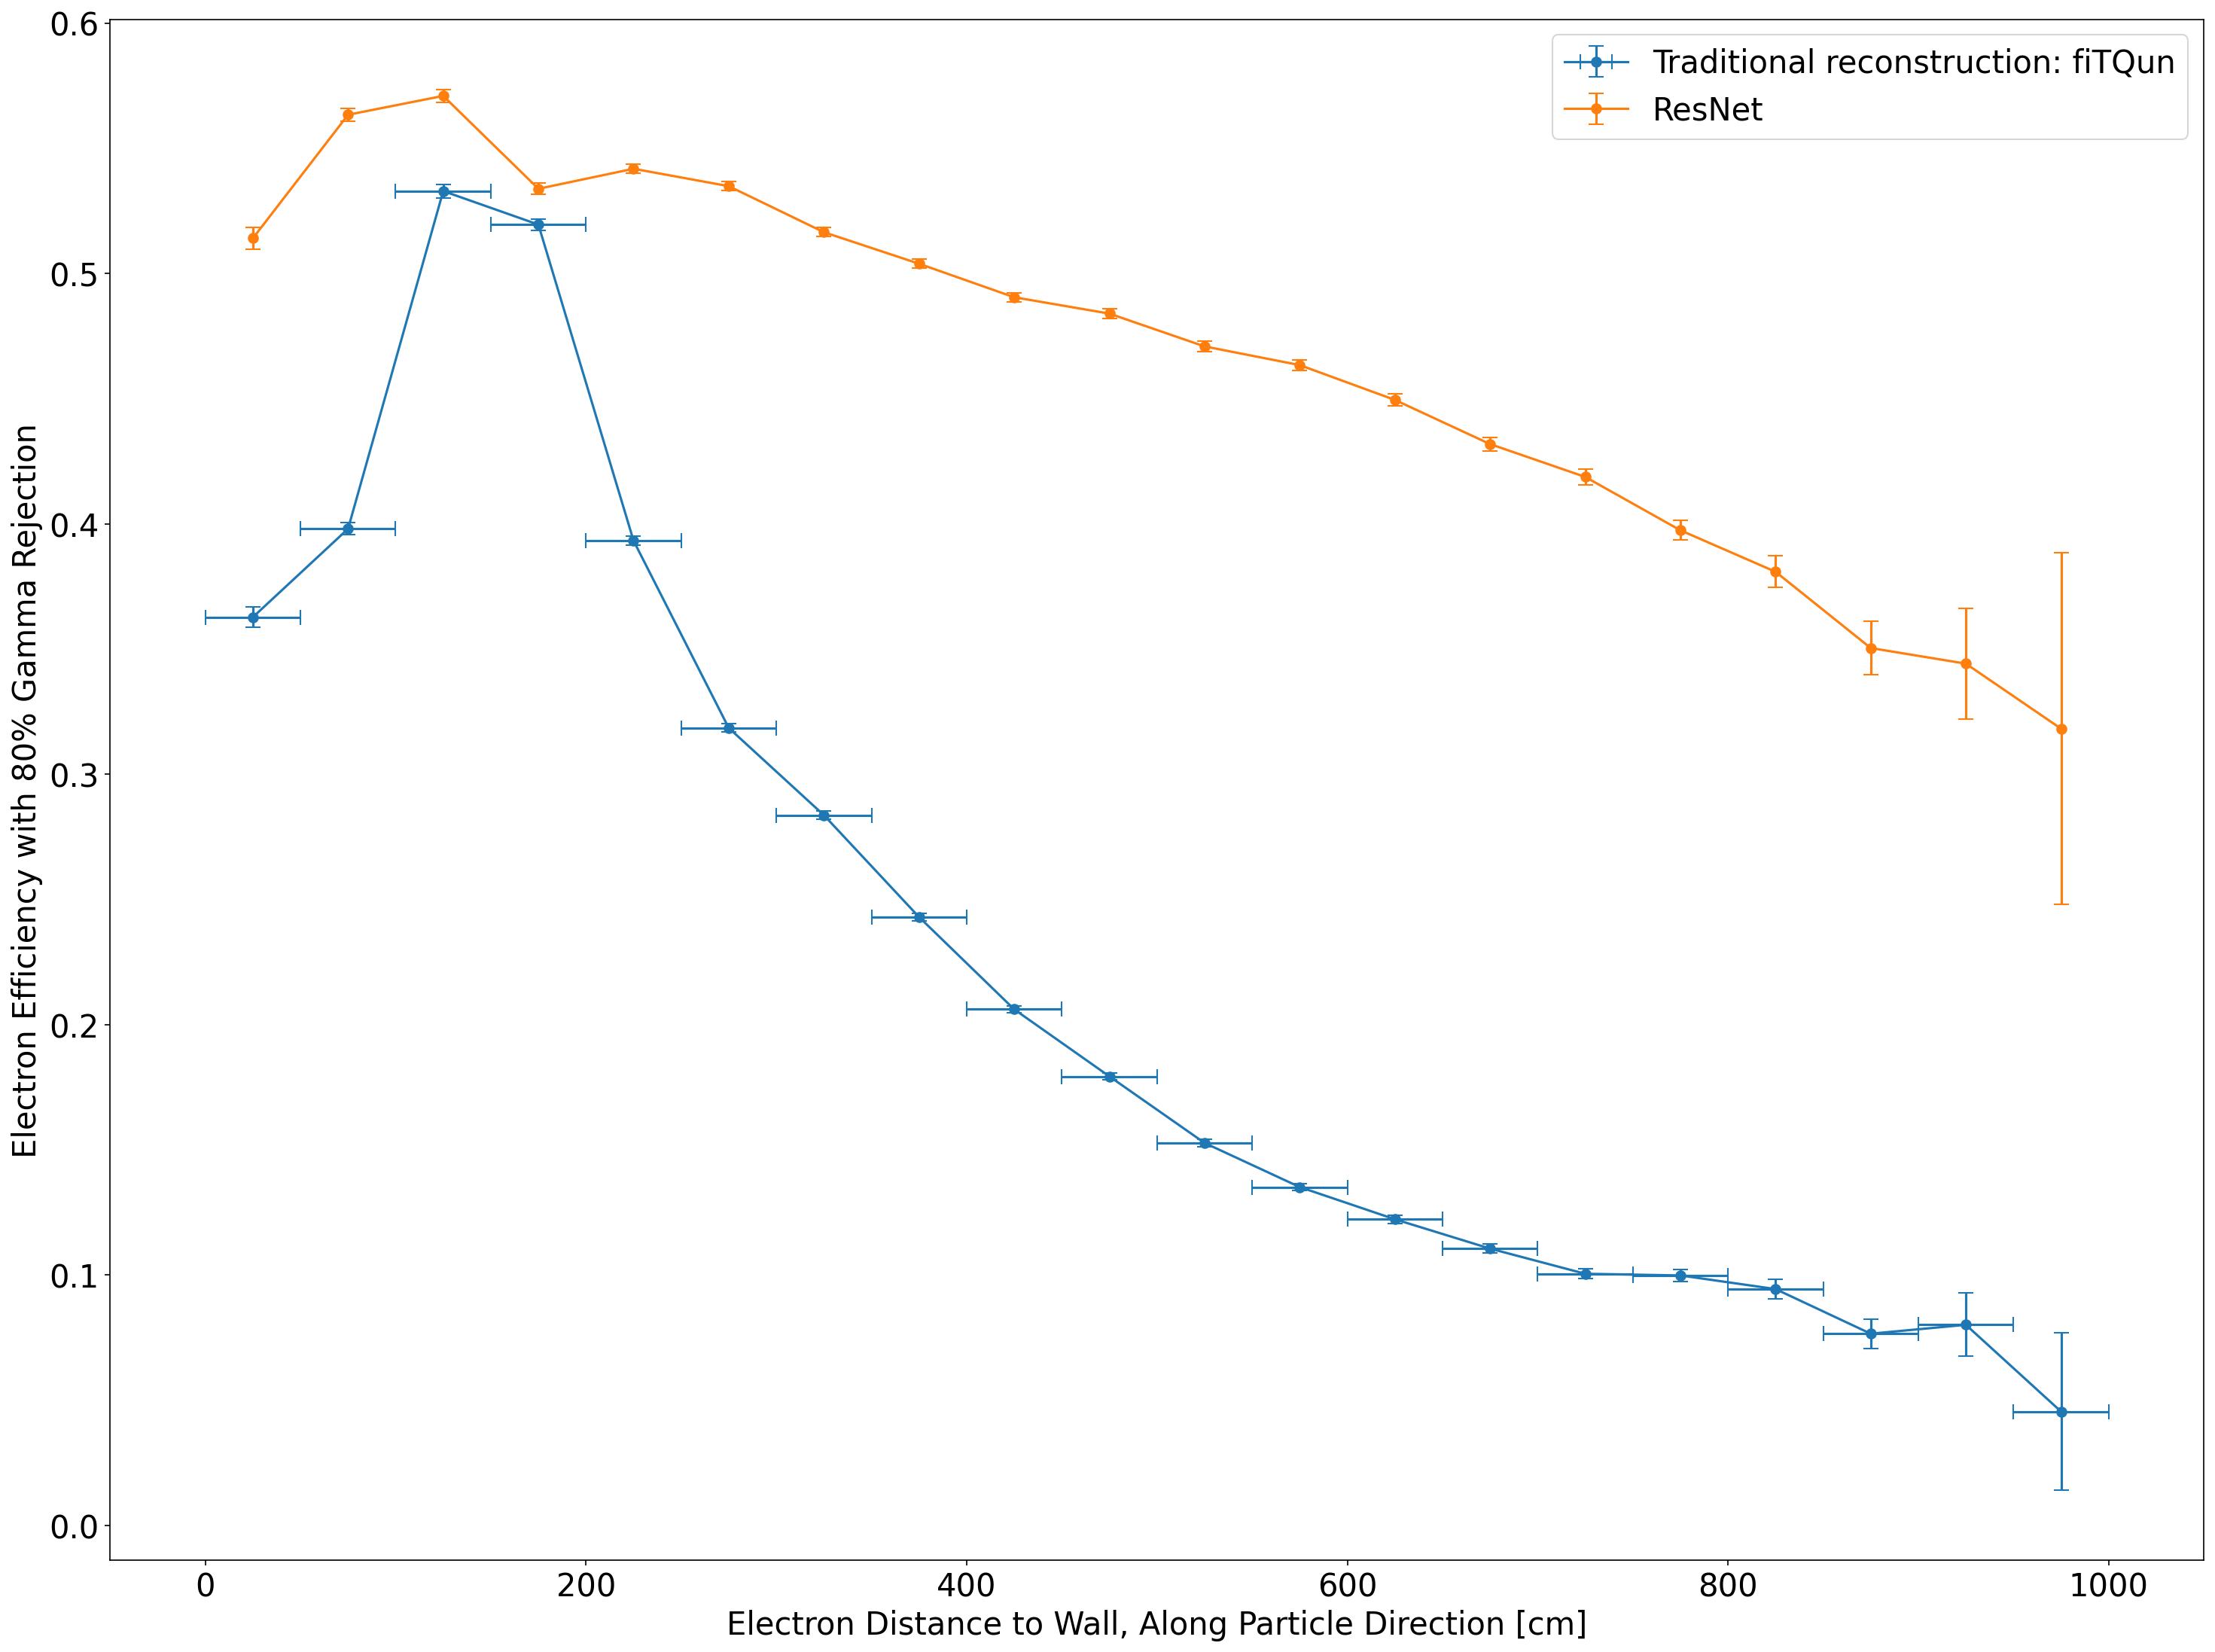 Traditional reconstruction: fiTQun
ResNet
Electron Efficiency with 80% Gamma Rejection
0.6
0.5
0.4
0.3
0.2
0.1
0.0
0 200 400 600 800 1000
Electron Distance to Wall, Along Particle Direction [cm]